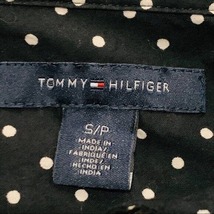 TOMMY HILFIGER
S/P
MADE IN
INDIA/
FABRIQUÉ EN
INDE/
HECHO EN
INDIA